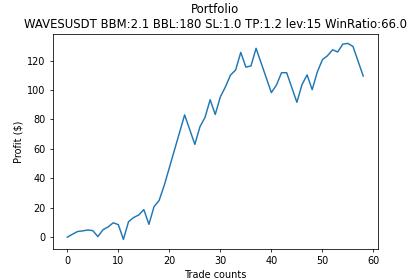 Portfolio
WAVESUSDT BBM:2.1 BBL:180 SL:1.0 TP:1.2 lev:15 WinRatio:66.0
120
100
80
60
40
20
0
Profit ($)
0 10 20 30 40 50 60
Trade counts